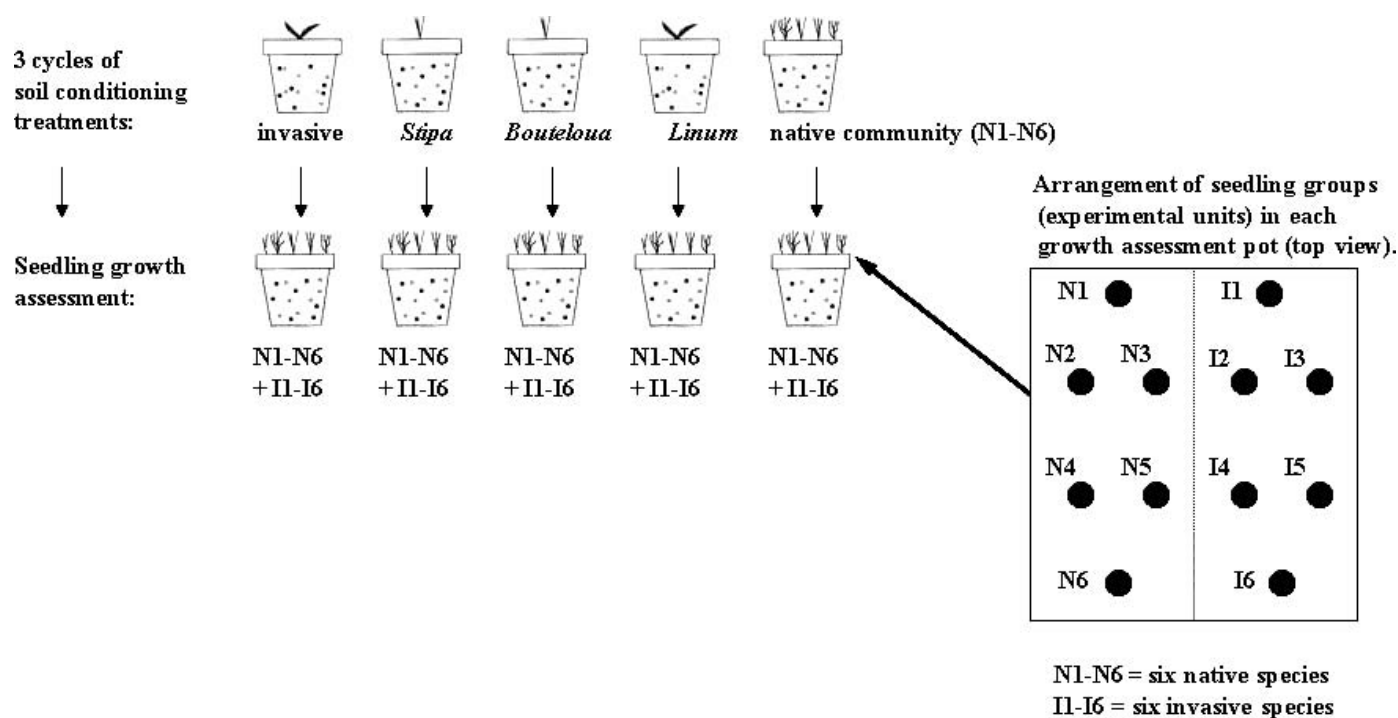 3 cycles of
soil conditioning
treatments:
invasive Stipa Bouteloua Linum native community (N1-N6)
Seedling growth
assessment:
N1-N6 N1-N6 N1-N6 N1-N6 N1-N6
+ I1-I6 + I1-I6 + I1-I6 + I1-I6 + I1-I6
Arrangement of seedling groups
(experimental units) in each
growth assessment pot (top view).
N1 I1
N2 N3 I2 I3
N4 N5 I4 I5
N6 I6
N1-N6 = six native species
I1-I6 = six invasive species